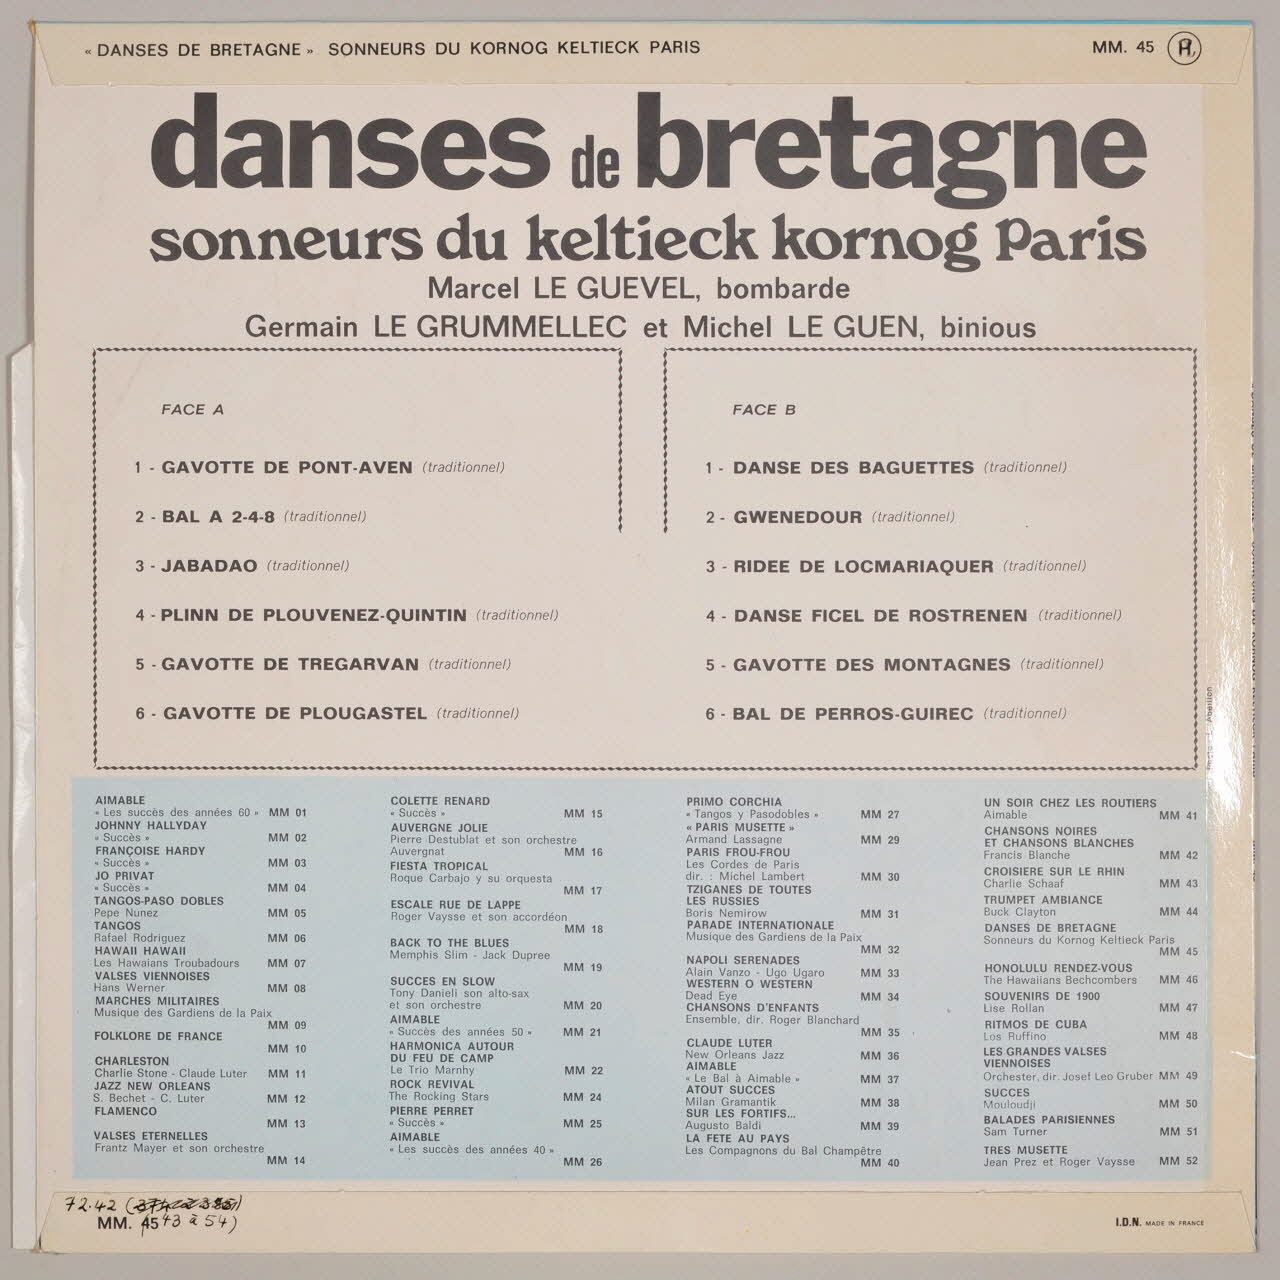 « DANSES DE BRETAGNE » SONNEURS DU KORNOG KELTIECK PARIS
MM. 45
danses de bretagne
sonneurs du keltieck kornog Paris
Marcel LE GUEVEL, bombarde
Germain LE GRUMMELLEC et Michel LE GUEN, binious
FACE A
1 - GAVOTTE DE PONT-AVEN (traditionnel)
2 - BAL A 2-4-8 (traditionnel)
3 - JABADAO (traditionnel)
4 - PLINN DE PLOUVENEZ-QUINTIN (traditionnel)
5 - GAVOTTE DE TREGARVAN (traditionnel)
6 - GAVOTTE DE PLOUGASTEL (traditionnel)
FACE B
1 - DANSE DES BAGUETTES (traditionnel)
2 - GWENEDOUR (traditionnel)
3 - RIDEE DE LOCMARIAQUER (traditionnel)
4 - DANSE FICEL DE ROSTRENEN (traditionnel)
5 - GAVOTTE DES MONTAGNES (traditionnel)
6 - BAL DE PERROS-GUIREC (traditionnel)
AIMABLE
« Les succès des années 60 » MM 01
JOHNNY HALLYDAY
« Succès » MM 02
FRANÇOISE HARDY
« Succès » MM 03
JO PRIVAT
« Succès » MM 04
TANGOS-PASO DOBLES
Pepe Nunez MM 05
TANGOS
Rafael Rodriguez MM 06
HAWAII HAWAII
Les Hawaians Troubadours MM 07
VALSES VIENNOISES
Hans Werner MM 08
MARCHES MILITAIRES
Musique des Gardiens de la Paix
MM 09
FOLKLORE DE FRANCE
MM 10
CHARLESTON
Charlie Stone - Claude Luter MM 11
JAZZ NEW ORLEANS
S. Bechet - C. Luter MM 12
FLAMENCO
MM 13
VALSES ETERNELLES
Frantz Mayer et son orchestre
MM 14
COLETTE RENARD
« Succès » MM 15
AUVERGNE JOLIE
Pierre Destublat et son orchestre
Auvergnat MM 16
FIESTA TROPICAL
Roque Carbajo y su orquesta
MM 17
ESCALE RUE DE LAPPE
Roger Vaysse et son accordéon
MM 18
BACK TO THE BLUES
Memphis Slim - Jack Dupree
MM 19
SUCCES EN SLOW
Tony Danieli son alto-sax
et son orchestre MM 20
AIMABLE
« Succès des années 50 » MM 21
HARMONICA AUTOUR
DU FEU DE CAMP
Le Trio Marnhy MM 22
ROCK REVIVAL
The Rocking Stars MM 24
PIERRE PERRET
« Succès » MM 25
AIMABLE
« Les succès des années 40 »
MM 26
PRIMO CORCHIA
« Tangos y Pasodobles » MM 27
« PARIS MUSETTE »
Armand Lassagne MM 29
PARIS FROU-FROU
Les Cordes de Paris
dir. : Michel Lambert MM 30
TZIGANES DE TOUTES
LES RUSSIES
Boris Nemirow MM 31
PARADE INTERNATIONALE
Musique des Gardiens de la Paix
MM 32
NAPOLI SERENADES
Alain Vanzo - Ugo Ugaro MM 33
WESTERN O WESTERN
Dead Eye MM 34
CHANSONS D'ENFANTS
Ensemble, dir. Roger Blanchard
MM 35
CLAUDE LUTER
New Orleans Jazz MM 36
AIMABLE
« Le Bal à Aimable » MM 37
ATOUT SUCCES
Milan Gramantik MM 38
SUR LES FORTIFS...
Augusto Baldi MM 39
LA FETE AU PAYS
Les Compagnons du Bal Champêtre
MM 40
UN SOIR CHEZ LES ROUTIERS
Aimable MM 41
CHANSONS NOIRES
ET CHANSONS BLANCHES
Francis Blanche MM 42
CROISIERE SUR LE RHIN
Charlie Schaaf MM 43
TRUMPET AMBIANCE
Buck Clayton MM 44
DANSES DE BRETAGNE
Sonneurs du Kornog Keltieck Paris
MM 45
HONOLULU RENDEZ-VOUS
The Hawaiians Bechcombers MM 46
SOUVENIRS DE 1900
Lise Rollan MM 47
RITMOS DE CUBA
Los Ruffino MM 48
LES GRANDES VALSES
VIENNOISES
Orchester, dir. Josef Leo Gruber MM 49
SUCCES
Mouloudji MM 50
BALADES PARISIENNES
Sam Turner MM 51
TRES MUSETTE
Jean Prez et Roger Vaysse MM 52
72.42
MM. 45
43 à 54)
I.D.N. MADE IN FRANCE